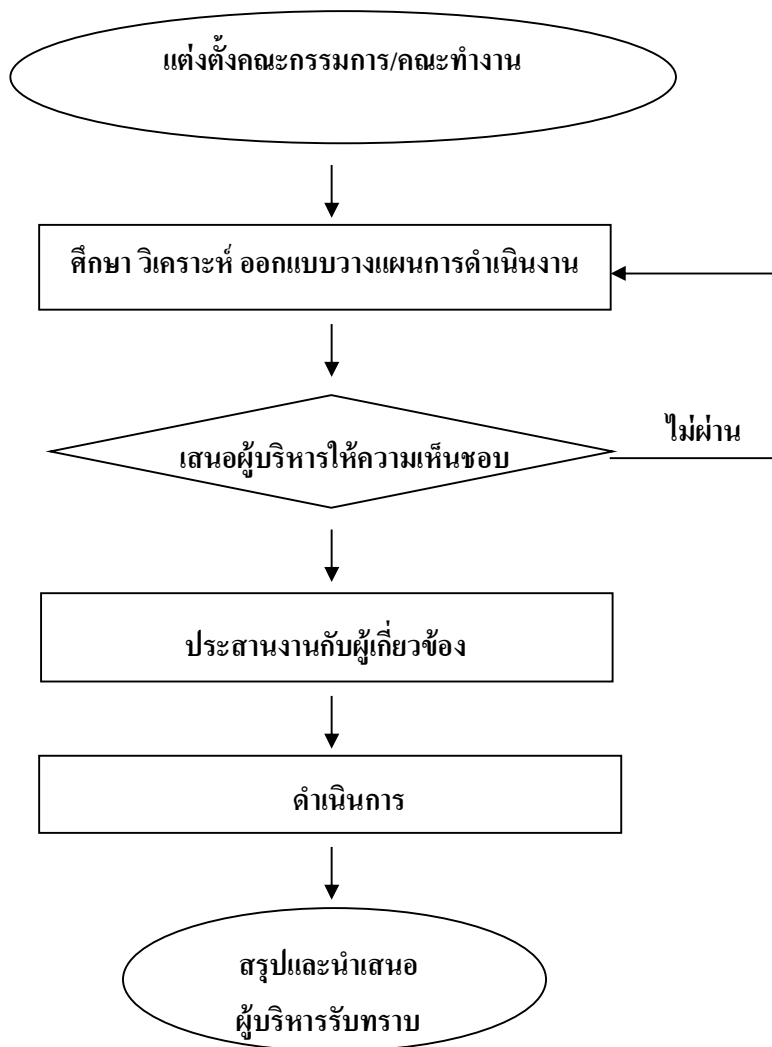 แต่งตั้งคณะกรรมการ/คณะทำงาน
ศึกษา วิเคราะห์ ออกแบบวางแผนการดำเนินงาน
ไม่ผ่าน
เสนอผู้บริหารให้ความเห็นชอบ
ประสานงานกับผู้เกี่ยวข้อง
ดำเนินการ
สรุปและนำเสนอ
ผู้บริหารรับทราบ